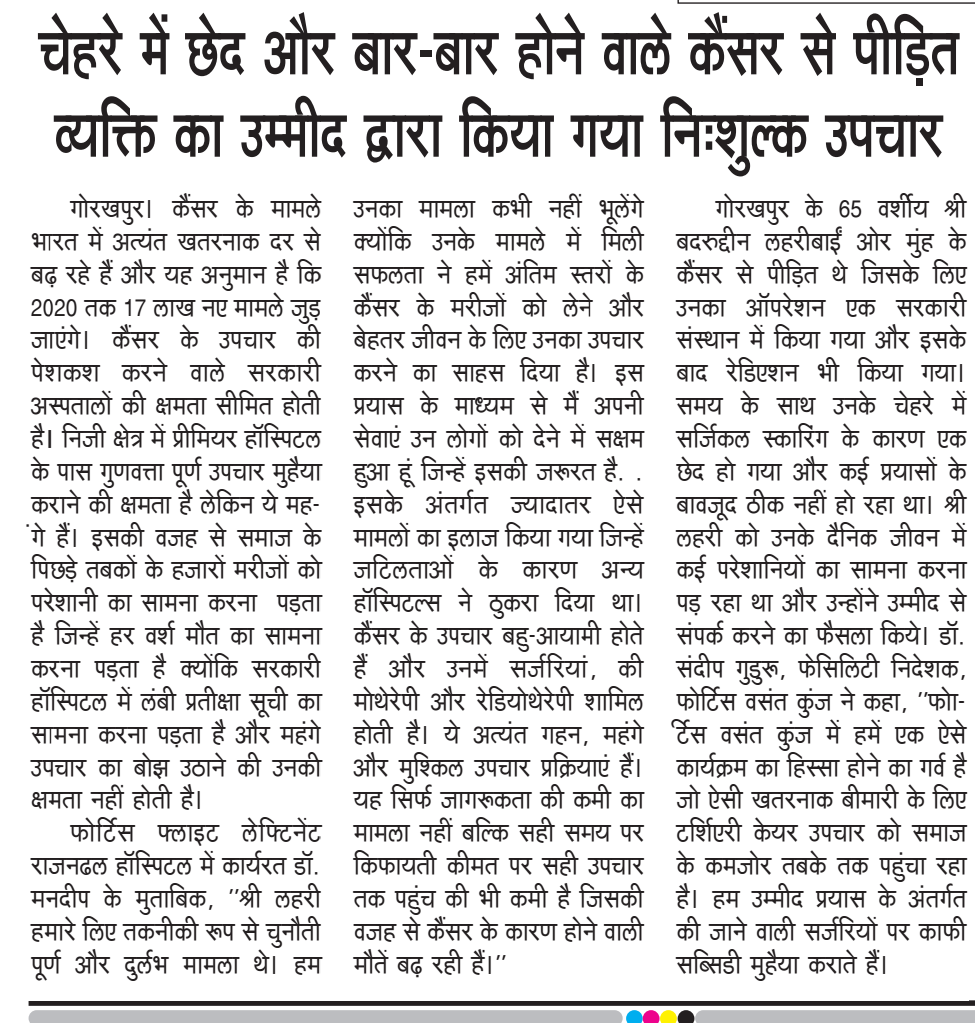 चेहरे में छेद और बार-बार होने वाले कैंसर से पीड़ित
व्यक्ति का उम्मीद द्वारा किया गया निःशुल्क उपचार
गोरखपुर। कैंसर के मामले
भारत में अत्यंत खतरनाक दर से
बढ़ रहे हैं और यह अनुमान है कि
2020 तक 17 लाख नए मामले जुड़
जाएंगे। कैंसर के उपचार की
पेशकश करने वाले सरकारी
अस्पतालों की क्षमता सीमित होती
है। निजी क्षेत्र में प्रीमियर हॉस्पिटल
के पास गुणवत्ता पूर्ण उपचार मुहैया
कराने की क्षमता है लेकिन ये मह-
ंगे हैं। इसकी वजह से समाज के
पिछड़े तबकों के हजारों मरीजों को
परेशानी का सामना करना पड़ता
है जिन्हें हर वर्श मौत का सामना
करना पड़ता है क्योंकि सरकारी
हॉस्पिटल में लंबी प्रतीक्षा सूची का
सामना करना पड़ता है और महंगे
उपचार का बोझ उठाने की उनकी
क्षमता नहीं होती है।
फोर्टिस फ्लाइट लेफ्टिनेंट
राजनढल हॉस्पिटल में कार्यरत डॉ.
मनदीप के मुताबिक, ''श्री लहरी
हमारे लिए तकनीकी रूप से चुनौती
पूर्ण और दुर्लभ मामला थे। हम
उनका मामला कभी नहीं भूलेंगे
क्योंकि उनके मामले में मिली
सफलता ने हमें अंतिम स्तरों के
कैंसर के मरीजों को लेने और
बेहतर जीवन के लिए उनका उपचार
करने का साहस दिया है। इस
प्रयास के माध्यम से मैं अपनी
सेवाएं उन लोगों को देने में सक्षम
हुआ हूं जिन्हें इसकी जरूरत है. .
इसके अंतर्गत ज्यादातर ऐसे
मामलों का इलाज किया गया जिन्हें
जटिलताओं के कारण अन्य
हॉस्पिटल्स ने ठुकरा दिया था।
कैंसर के उपचार बहु-आयामी होते
हैं और उनमें सर्जरियां, की
मोथेरेपी और रेडियोथेरेपी शामिल
होती है। ये अत्यंत गहन, महंगे
और मुश्किल उपचार प्रक्रियाएं हैं।
यह सिर्फ जागरूकता की कमी का
मामला नहीं बल्कि सही समय पर
किफायती कीमत पर सही उपचार
तक पहुंच की भी कमी है जिसकी
वजह से कैंसर के कारण होने वाली
मौतें बढ़ रही हैं।''
गोरखपुर के 65 वर्शीय श्री
बदरुद्दीन लहरीबाईं ओर मुंह के
कैंसर से पीड़ित थे जिसके लिए
उनका ऑपरेशन एक सरकारी
संस्थान में किया गया और इसके
बाद रेडिएशन भी किया गया।
समय के साथ उनके चेहरे में
सर्जिकल स्कारिंग के कारण एक
छेद हो गया और कई प्रयासों के
बावजूद ठीक नहीं हो रहा था। श्री
लहरी को उनके दैनिक जीवन में
कई परेशानियों का सामना करना
पड़ रहा था और उन्होंने उम्मीद से
संपर्क करने का फैसला किये। डॉ.
संदीप गुडुरू, फेसिलिटी निदेशक,
फोर्टिस वसंत कुंज ने कहा, ''फो-
र्टिस वसंत कुंज में हमें एक ऐसे
कार्यक्रम का हिस्सा होने का गर्व है
जो ऐसी खतरनाक बीमारी के लिए
टर्शिएरी केयर उपचार को समाज
के कमजोर तबके तक पहुंचा रहा
है। हम उम्मीद प्रयास के अंतर्गत
की जाने वाली सर्जरियों पर काफी
सब्सिडी मुहैया कराते हैं।